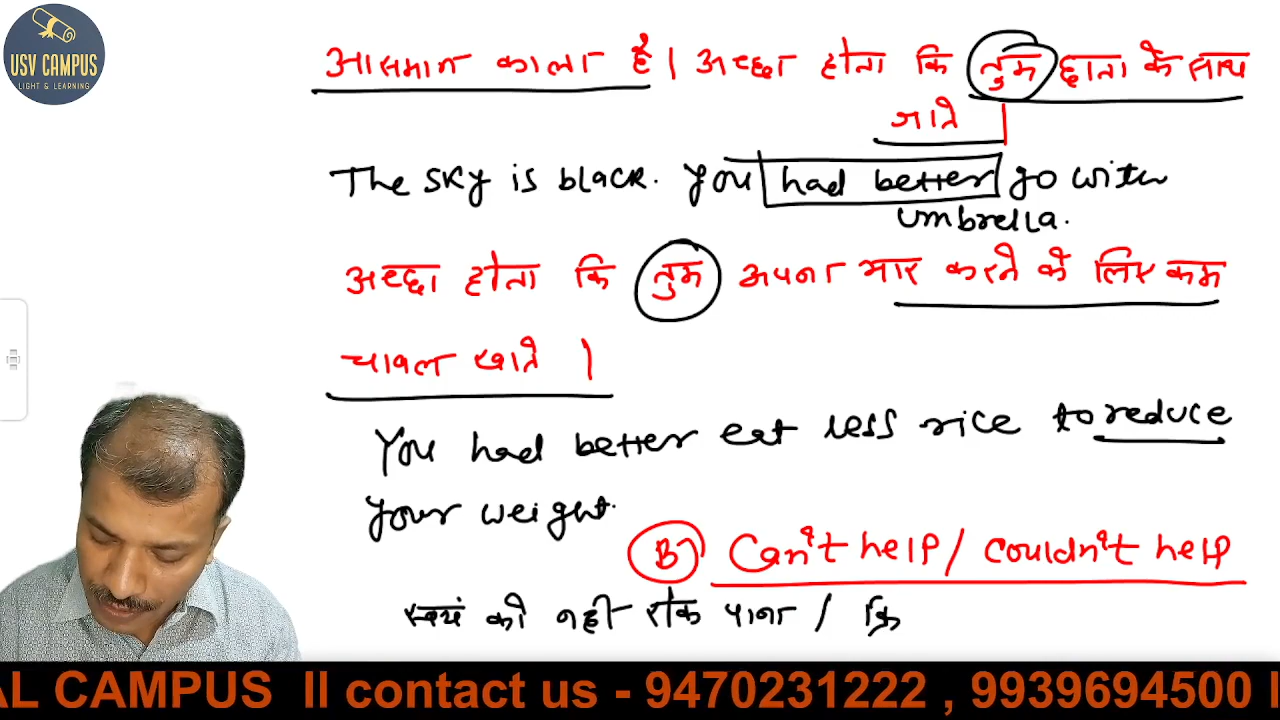 USV CAMPUS
LIGHT & LEARNING
आसमान काला है। अच्छा होता कि तुम छाता के साथ
जाते।
The sky is black. You had better go with
umbrella.
अच्छा होता कि तुम अपना भार करने के लिए कम
चावल खाते।
You had better eat less rice to reduce
your weight.
B) Can't help / couldn't help
स्वयं को नहीं रोक पाना / कि
AL CAMPUS II contact us - 9470231222 , 9939694500